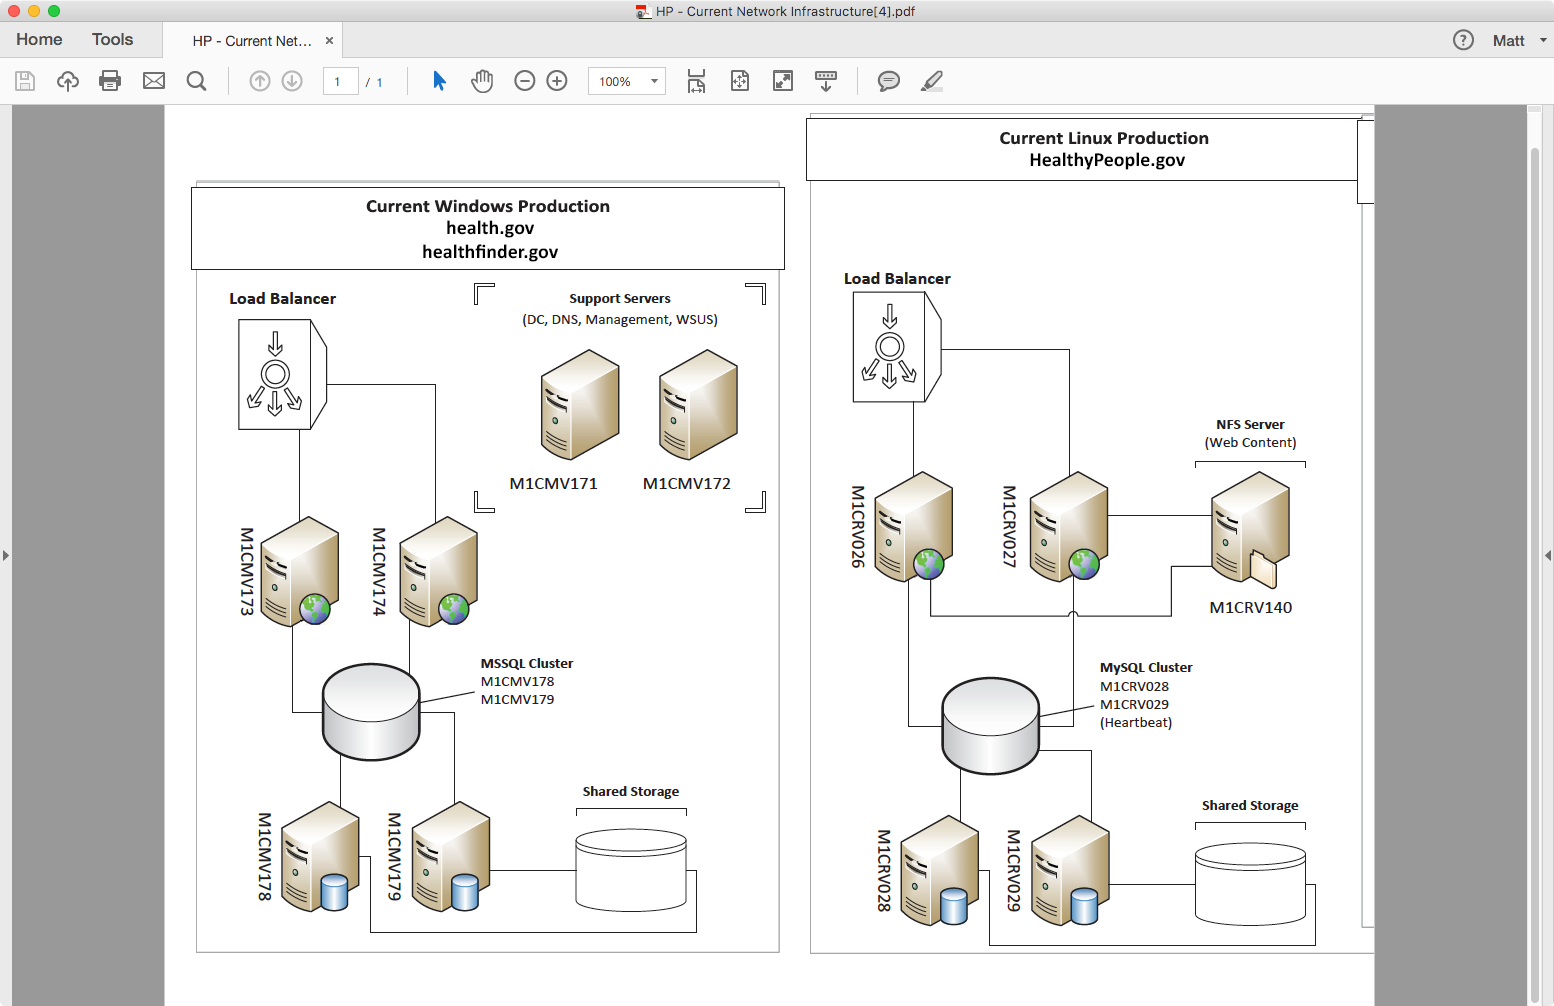 HP - Current Network Infrastructure[4].pdf
Home
Tools
HP - Current Net... ×
? Matt
1 / 1
100%
Current Windows Production
health.gov
healthfinder.gov
Load Balancer
Support Servers
(DC, DNS, Management, WSUS)
M1CMV171
M1CMV172
M1CMV173
M1CMV174
MSSQL Cluster
M1CMV178
M1CMV179
Shared Storage
M1CMV178
M1CMV179
Current Linux Production
HealthyPeople.gov
Load Balancer
NFS Server
(Web Content)
M1CRV026
M1CRV027
M1CRV140
MySQL Cluster
M1CRV028
M1CRV029
(Heartbeat)
Shared Storage
M1CRV028
M1CRV029